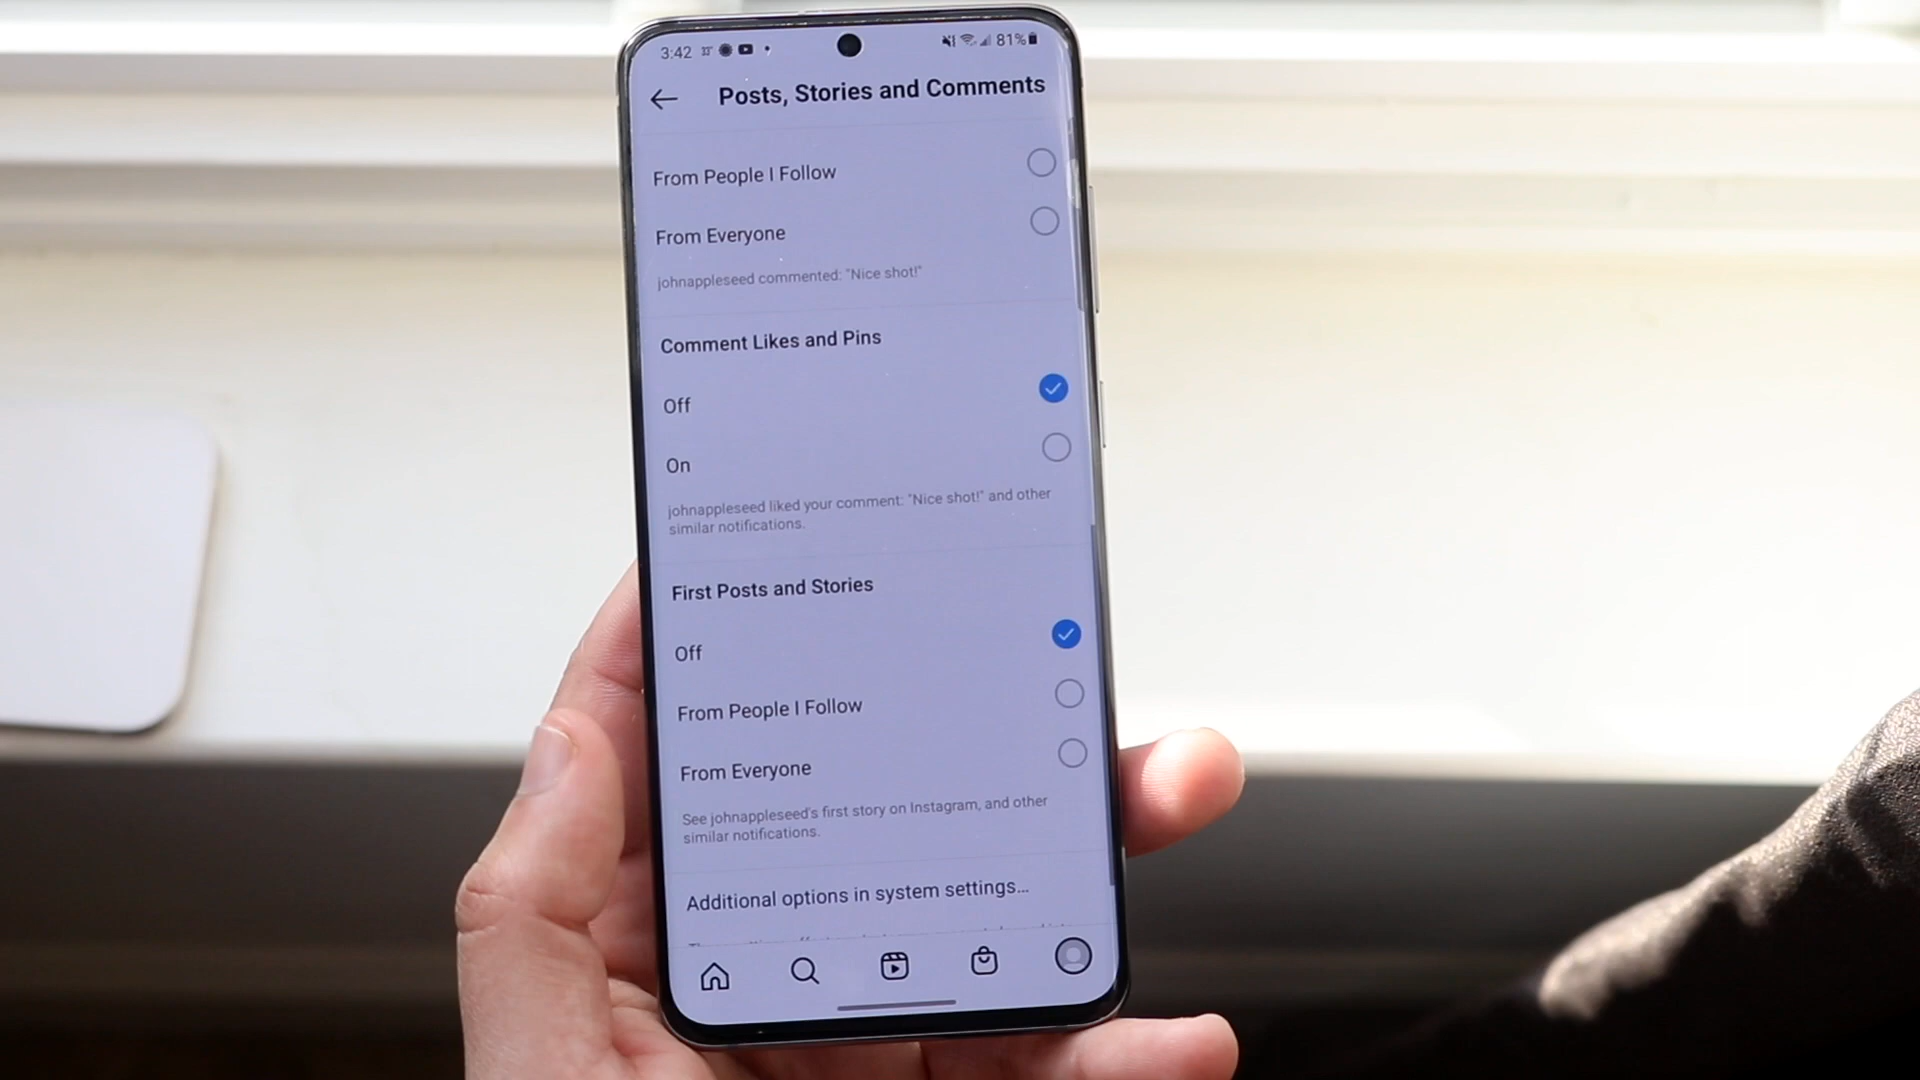 3:42
81%
Posts, Stories and Comments
From People I Follow
From Everyone
johnappleseed commented: "Nice shot!"
Comment Likes and Pins
Off
On
johnappleseed liked your comment: "Nice shot!" and other
similar notifications.
First Posts and Stories
Off
From People I Follow
From Everyone
See johnappleseed's first story on Instagram, and other
similar notifications.
Additional options in system settings...